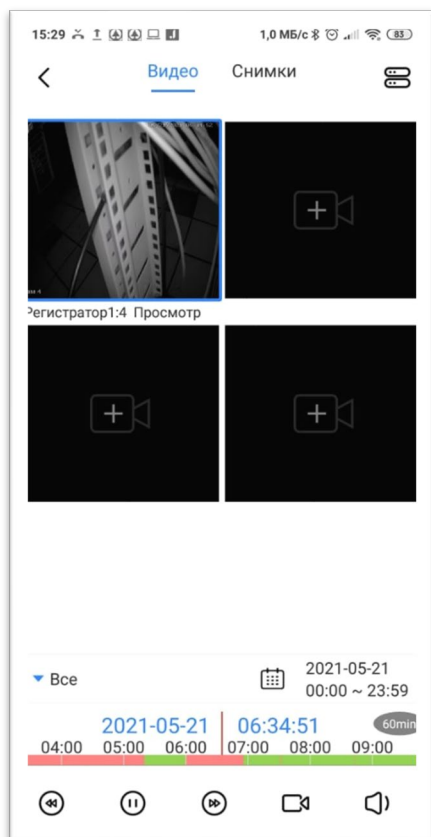 15:29 1,0 МБ/с 83
Видео Снимки
Регистратор1:4 Просмотр
Все
2021-05-21
00:00 ~ 23:59
2021-05-21 06:34:51 60min
04:00 05:00 06:00 07:00 08:00 09:00